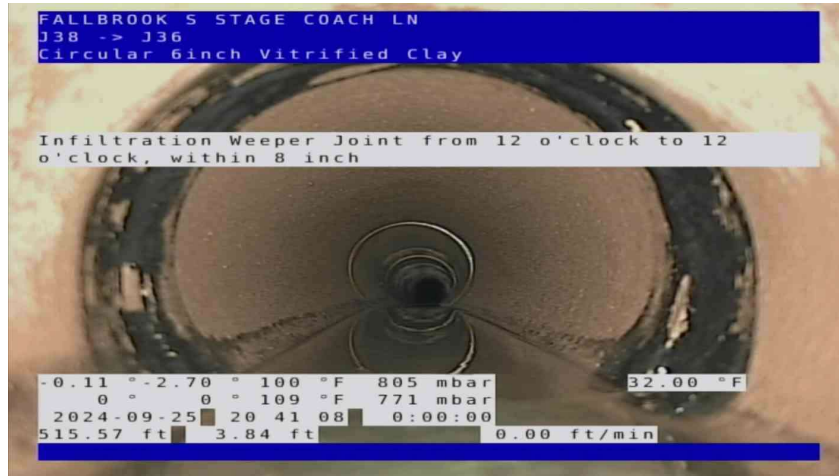 FALLBROOK S STAGE COACH LN
J38 -> J36
Circular 6inch Vitrified Clay
Infiltration Weeper Joint from 12 o'clock to 12
o'clock, within 8 inch
-0.11 °-2.70 ° 100 °F 805 mbar 32.00 °F
0 ° 0 ° 109 °F 771 mbar
2024-09-25 20 41 08 0:00:00
515.57 ft 3.84 ft 0.00 ft/min